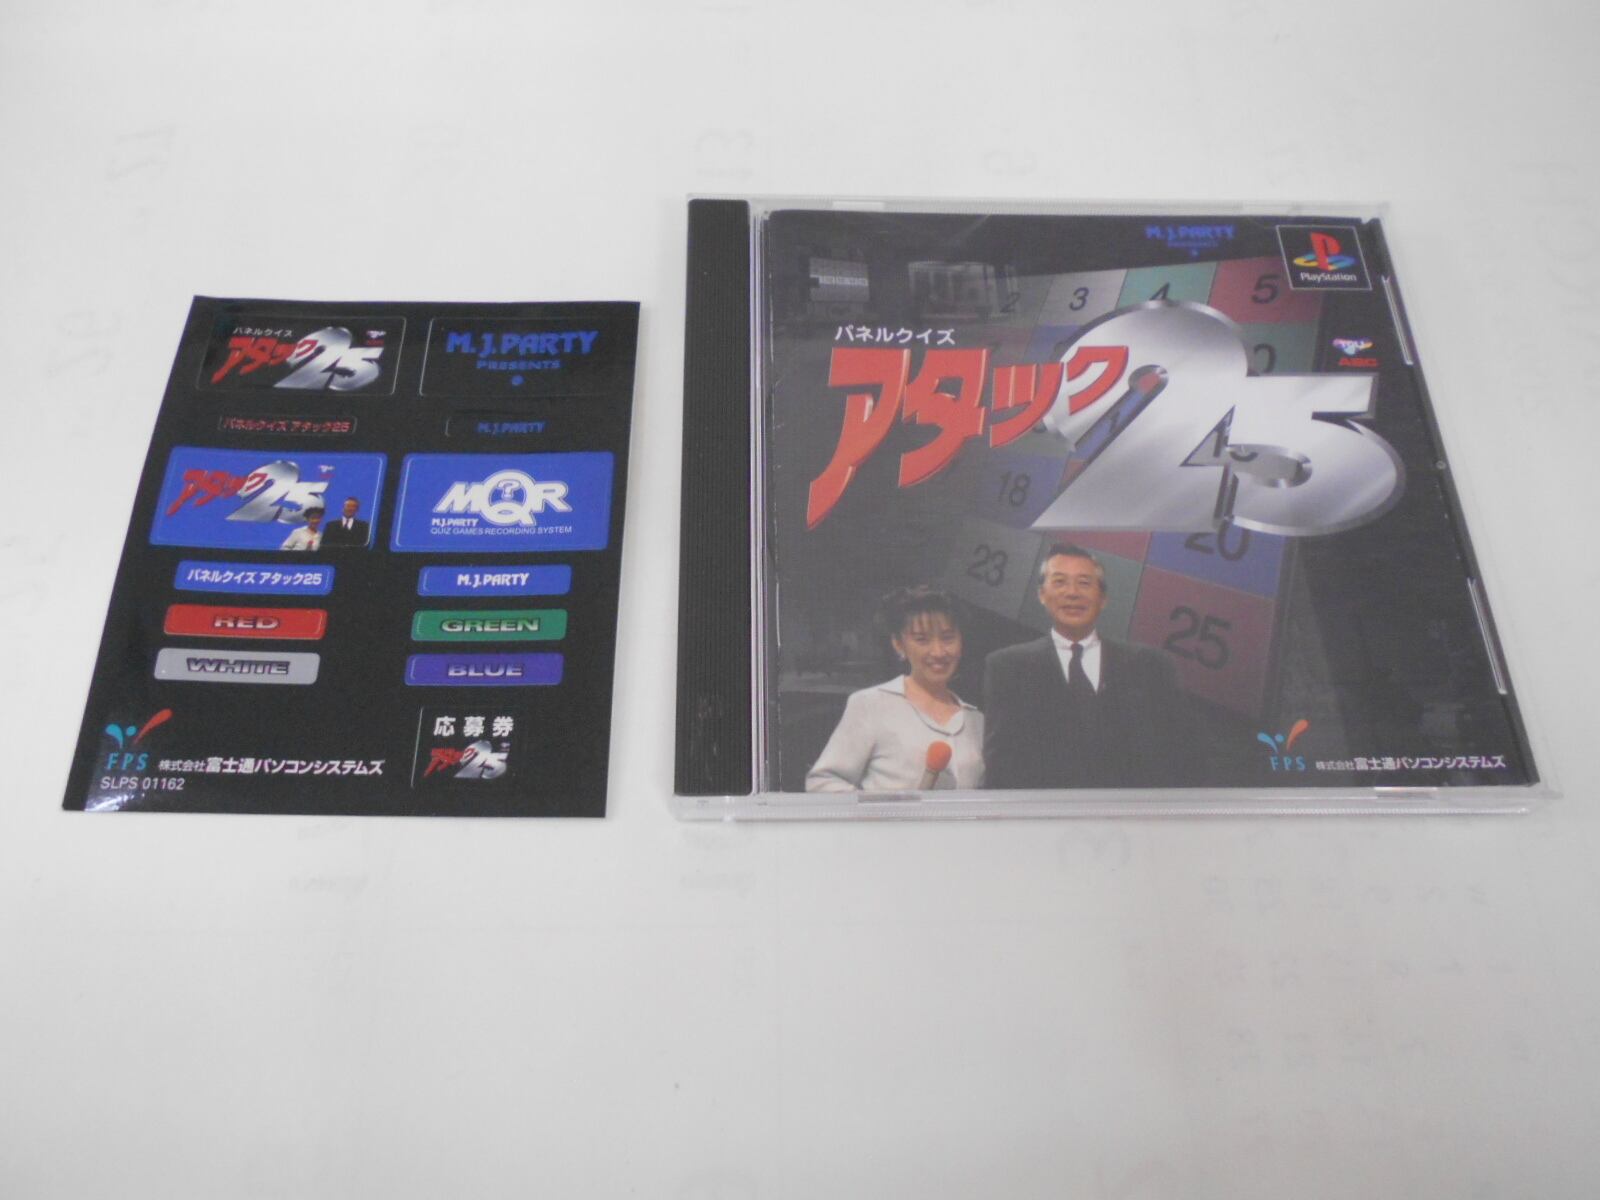 パネルクイズ
アタック25
M.J.PARTY
PRESENTS
パネルクイズ アタック25
M.J.PARTY
アタック25
MQR
?
M.J.PARTY
QUIZ GAMES RECORDING SYSTEM
パネルクイズ アタック25
M.J.PARTY
RED
GREEN
WHITE
BLUE
応募券
アタック25
FPS 株式会社富士通パソコンシステムズ
SLPS 01162
M.J.PARTY
PRESENTS
PlayStation
2
3
4
5
パネルクイズ
アタック25
ABC
18
20
23
25
FPS 株式会社富士通パソコンシステムズ